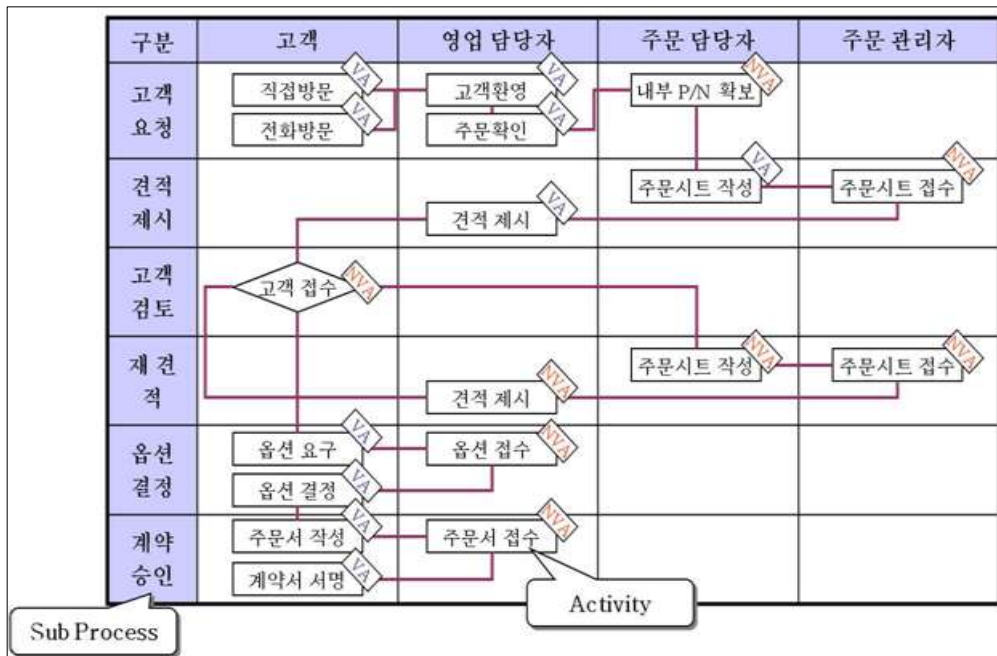 구분 고객 영업 담당자 주문 담당자 주문 관리자
고객
요청
직접방문 VA 고객환영 VA 내부 P/N 확보 NVA
전화방문 VA 주문확인 VA
견적
제시
주문시트 작성 VA 주문시트 접수 NVA
견적 제시 VA
고객
검토
고객 접수 NVA
재 견
적
주문시트 작성 NVA 주문시트 접수 NVA
견적 제시 NVA
옵션
결정
옵션 요구 VA 옵션 접수 NVA
옵션 결정 VA
계약
승인
주문서 작성 VA 주문서 접수 NVA
계약서 서명 VA
Activity
Sub Process